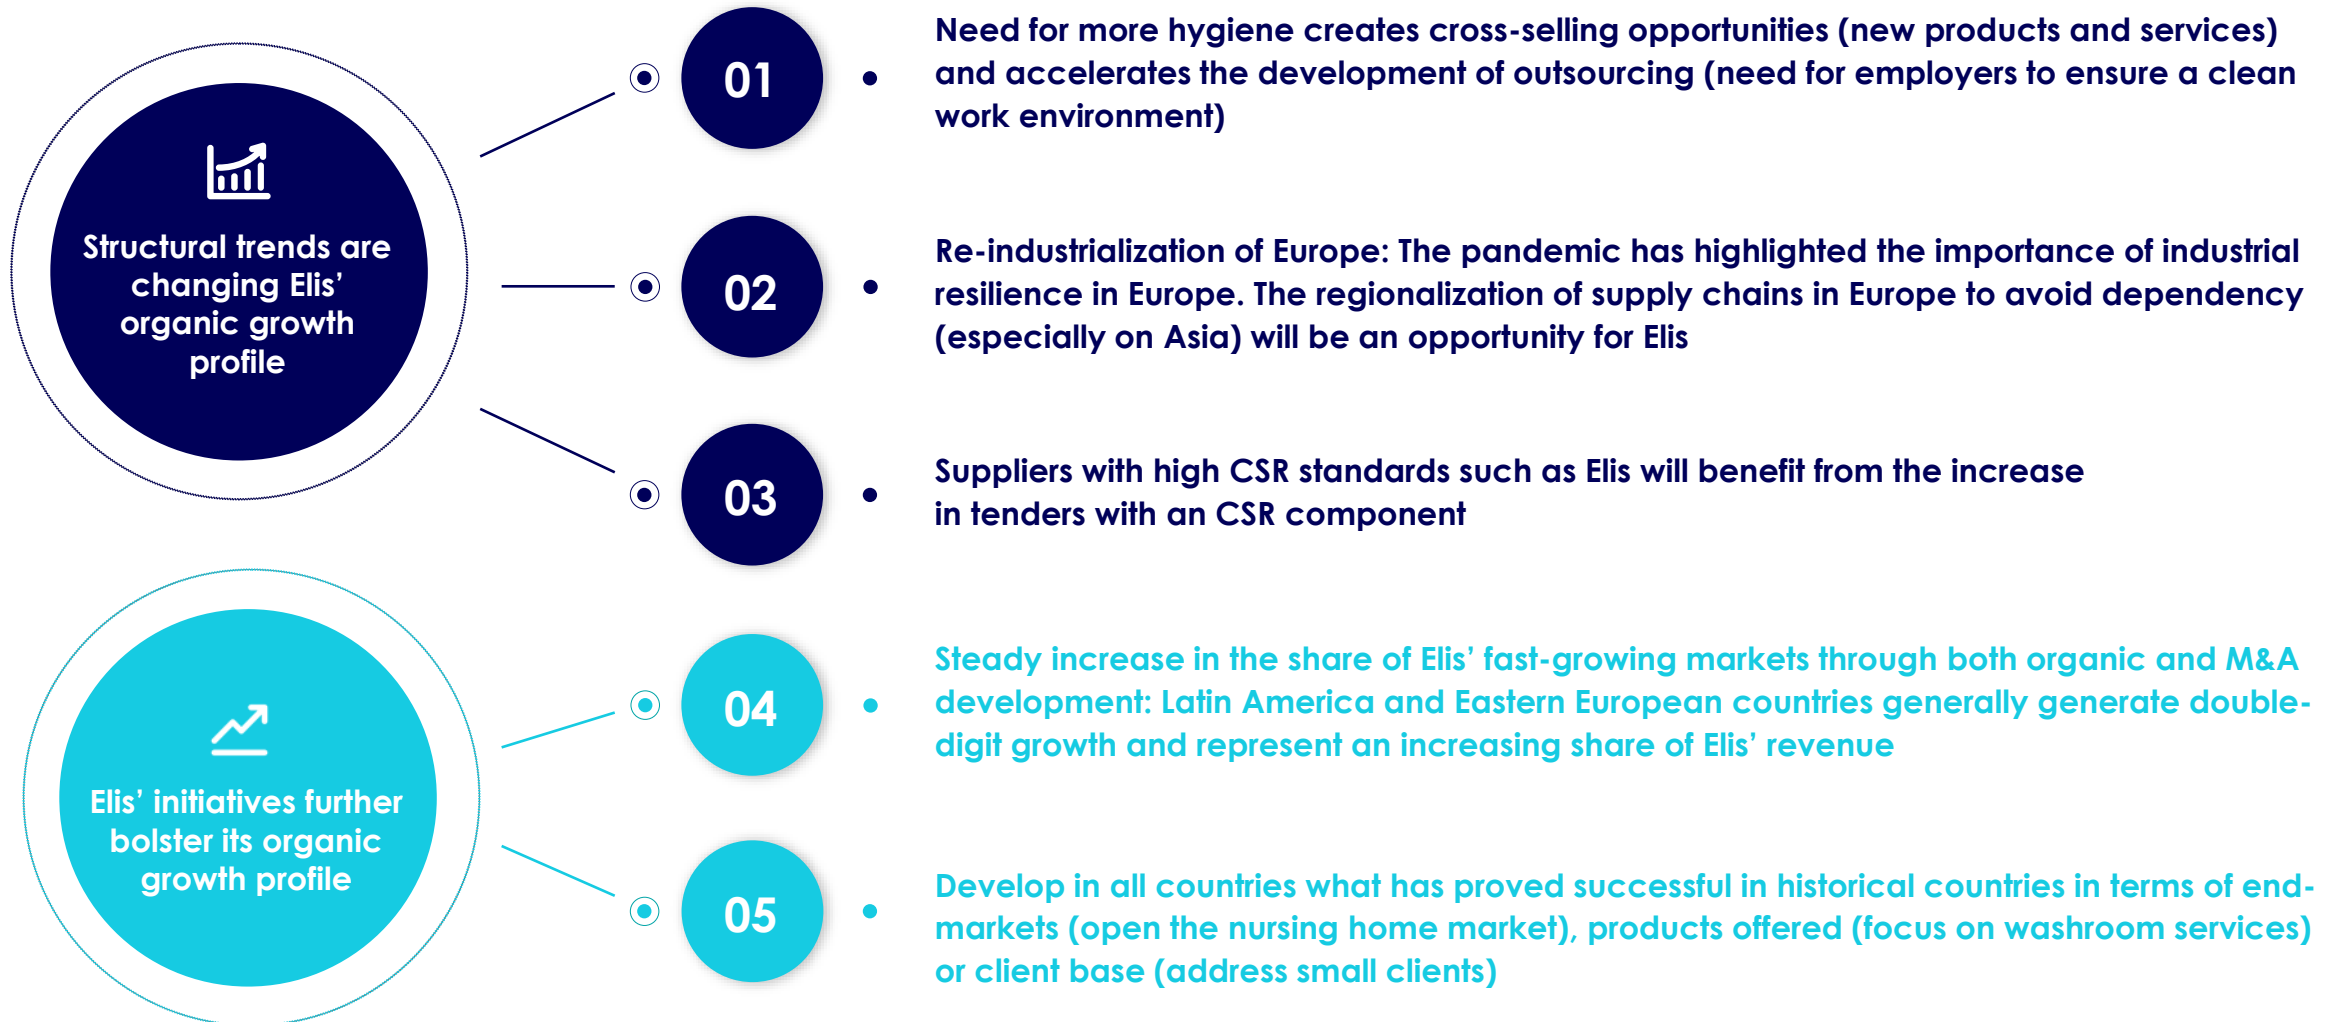 Structural trends are
changing Elis’
organic growth
profile
01
Need for more hygiene creates cross-selling opportunities (new products and services)
and accelerates the development of outsourcing (need for employers to ensure a clean
work environment)
02
Re-industrialization of Europe: The pandemic has highlighted the importance of industrial
resilience in Europe. The regionalization of supply chains in Europe to avoid dependency
(especially on Asia) will be an opportunity for Elis
03
Suppliers with high CSR standards such as Elis will benefit from the increase
in tenders with an CSR component
Elis’ initiatives further
bolster its organic
growth profile
04
Steady increase in the share of Elis’ fast-growing markets through both organic and M&A
development: Latin America and Eastern European countries generally generate double-
digit growth and represent an increasing share of Elis’ revenue
05
Develop in all countries what has proved successful in historical countries in terms of end-
markets (open the nursing home market), products offered (focus on washroom services)
or client base (address small clients)